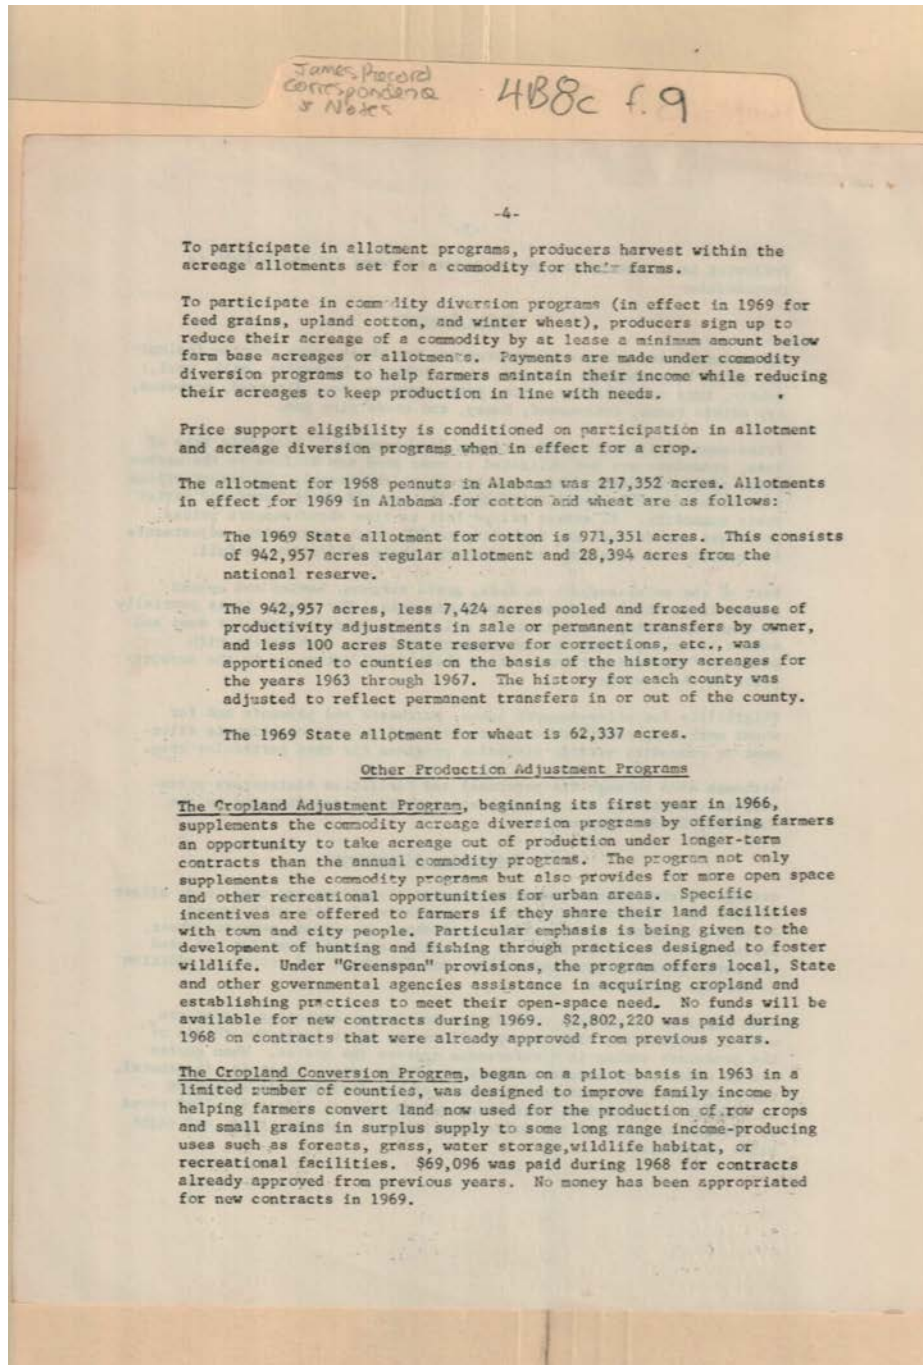 James Record
Correspondence
& Notes
4B8c f.9
-4-
To participate in allotment programs, producers harvest within the
acreage allotments set for a commodity for their farms.
To participate in commodity diversion programs (in effect in 1969 for
feed grains, upland cotton, and winter wheat), producers sign up to
reduce their acreage of a commodity by at lease a minimum amount below
farm base acreages or allotments. Payments are made under commodity
diversion programs to help farmers maintain their income while reducing
their acreages to keep production in line with needs.
Price support eligibility is conditioned on participation in allotment
and acreage diversion programs when in effect for a crop.
The allotment for 1968 peanuts in Alabama was 217,352 acres. Allotments
in effect for 1969 in Alabama for cotton and wheat are as follows:
The 1969 State allotment for cotton is 971,351 acres. This consists
of 942,957 acres regular allotment and 28,394 acres from the
national reserve.
The 942,957 acres, less 7,424 acres pooled and frozed because of
productivity adjustments in sale or permanent transfers by owner,
and less 100 acres State reserve for corrections, etc., was
apportioned to counties on the basis of the history acreages for
the years 1963 through 1967. The history for each county was
adjusted to reflect permanent transfers in or out of the county.
The 1969 State allotment for wheat is 62,337 acres.
Other Production Adjustment Programs
The Cropland Adjustment Program, beginning its first year in 1966,
supplements the commodity acreage diversion programs by offering farmers
an opportunity to take acreage out of production under longer-term
contracts than the annual commodity programs. The program not only
supplements the commodity programs but also provides for more open space
and other recreational opportunities for urban areas. Specific
incentives are offered to farmers if they share their land facilities
with town and city people. Particular emphasis is being given to the
development of hunting and fishing through practices designed to foster
wildlife. Under "Greenspan" provisions, the program offers local, State
and other governmental agencies assistance in acquiring cropland and
establishing practices to meet their open-space need. No funds will be
available for new contracts during 1969. $2,802,220 was paid during
1968 on contracts that were already approved from previous years.
The Cropland Conversion Program, began on a pilot basis in 1963 in a
limited number of counties, was designed to improve family income by
helping farmers convert land now used for the production of row crops
and small grains in surplus supply to some long range income-producing
uses such as forests, grass, water storage,wildlife habitat, or
recreational facilities. $69,096 was paid during 1968 for contracts
already approved from previous years. No money has been appropriated
for new contracts in 1969.